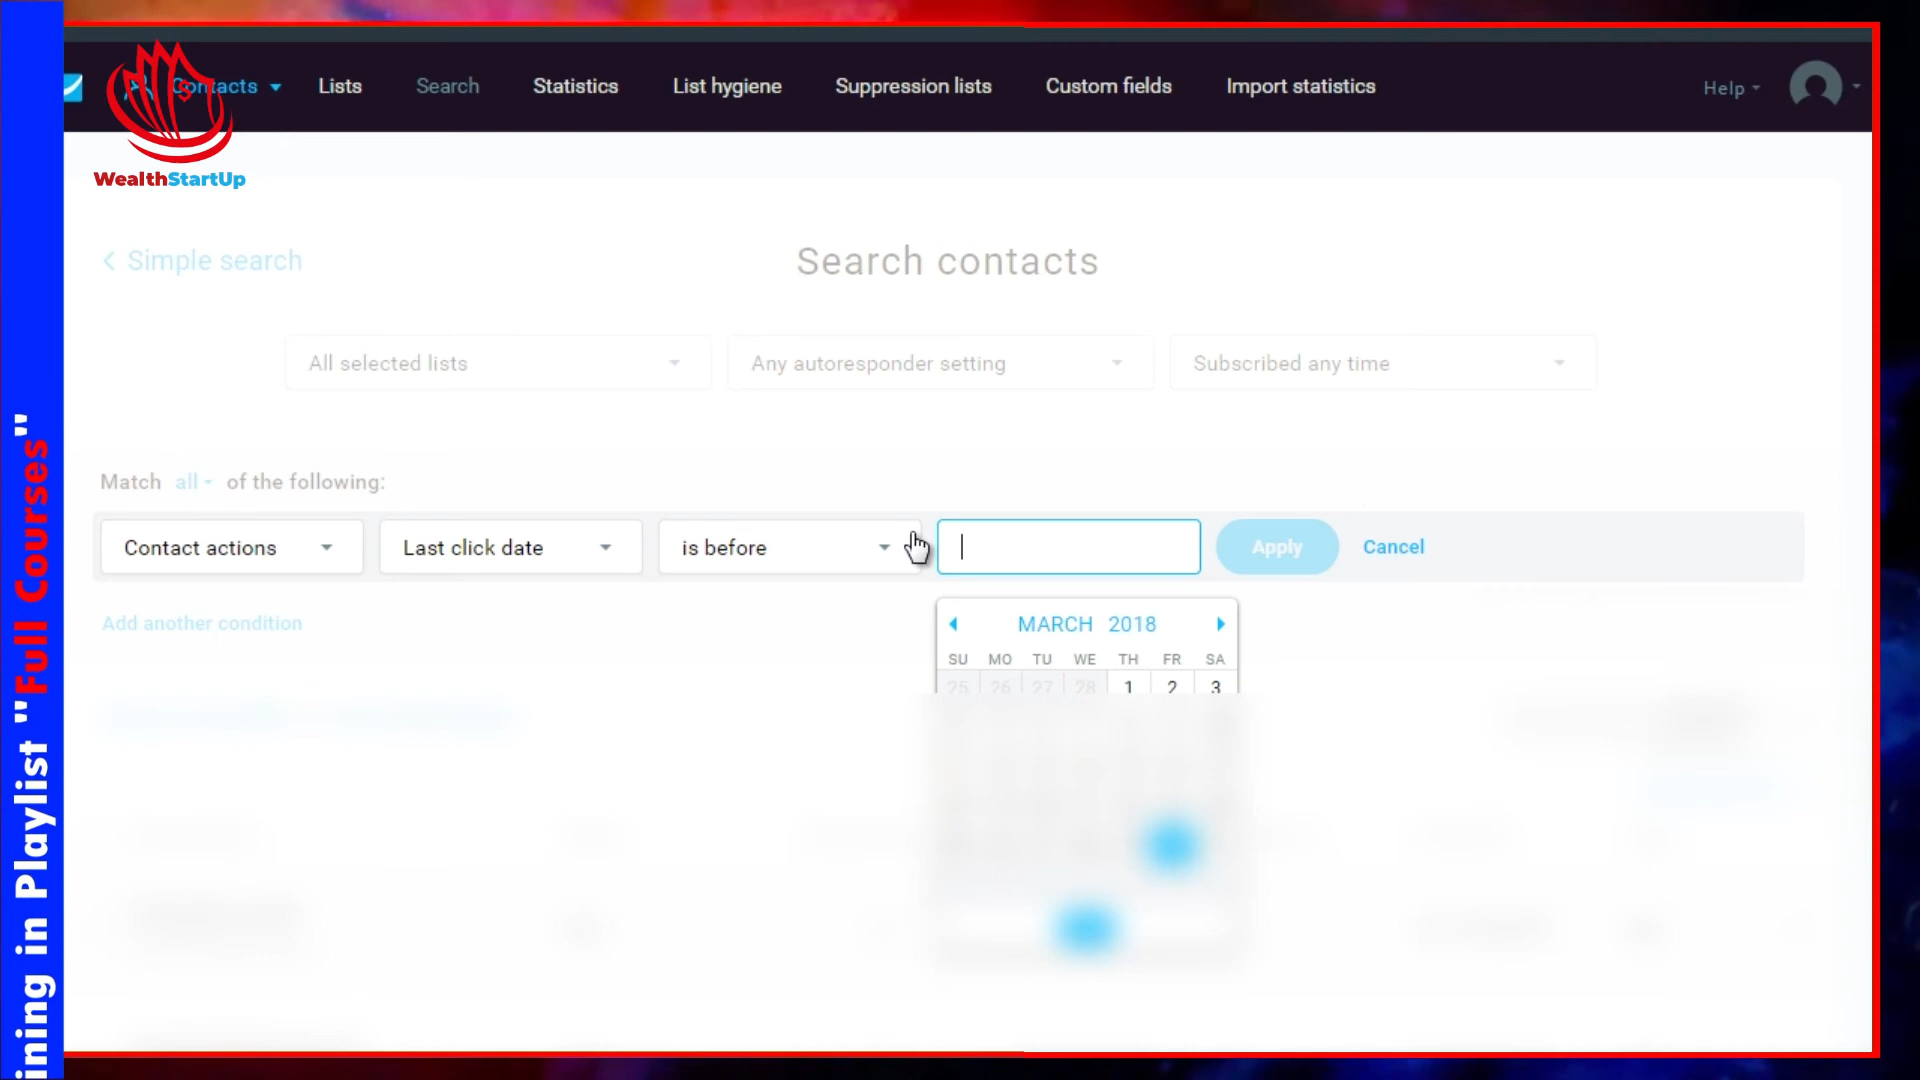 Contacts Lists Search Statistics List hygiene Suppression lists Custom fields Import statistics Help
WealthStartUp
Simple search
Search contacts
All selected lists Any autoresponder setting Subscribed any time
Match all of the following:
Contact actions Last click date is before Apply Cancel
Add another condition
MARCH 2018
SU MO TU WE TH FR SA
25 26 27 28 1 2 3
ining in Playlist "Full Courses"